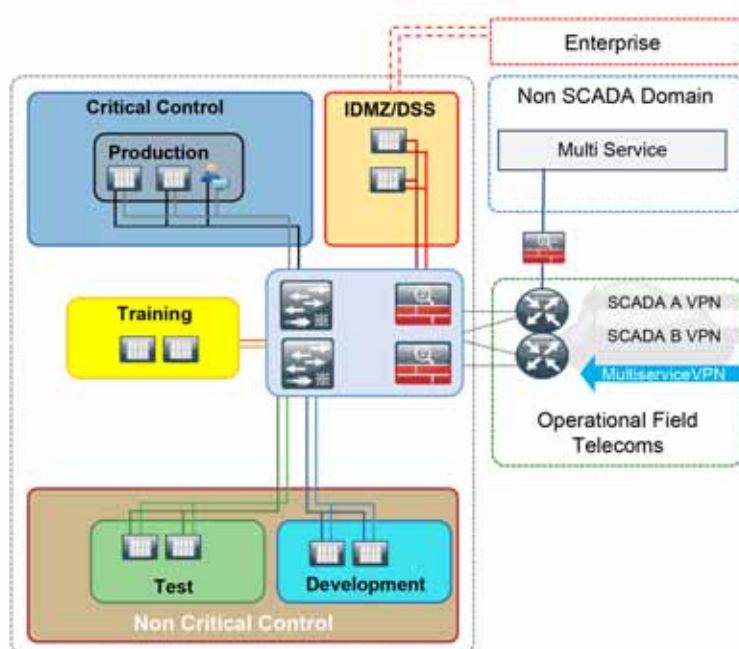 Enterprise
Critical Control
IDMZ/DSS
Non SCADA Domain
Production
Multi Service
Training
SCADA A VPN
SCADA B VPN
MultiserviceVPN
Operational Field
Telecoms
Test
Development
Non Critical Control